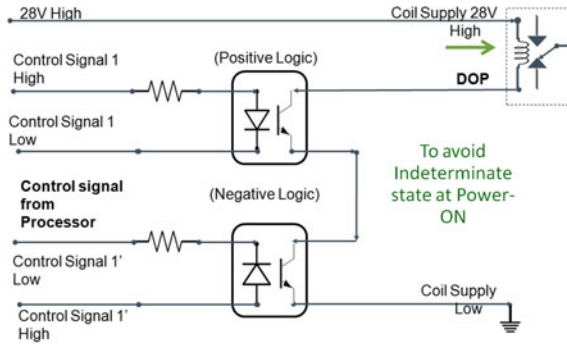 28V High
Coil Supply 28V
High
Control Signal 1
High
(Positive Logic)
DOP
Control Signal 1
Low
To avoid
Indeterminate
state at Power-
ON
Control signal
from
Processor
(Negative Logic)
Control Signal 1’
Low
Control Signal 1’
High
Coil Supply
Low